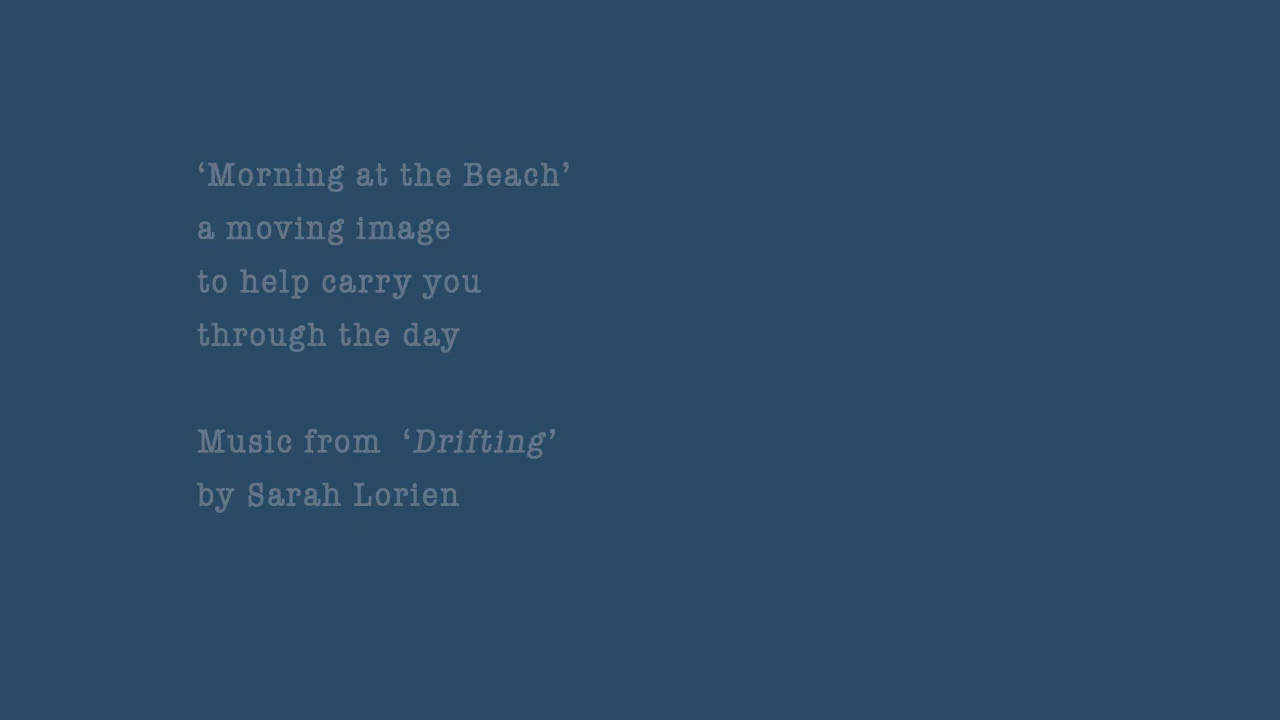 ‘Morning at the Beach’
a moving image
to help carry you
through the day
Music from ‘Drifting’
by Sarah Lorien